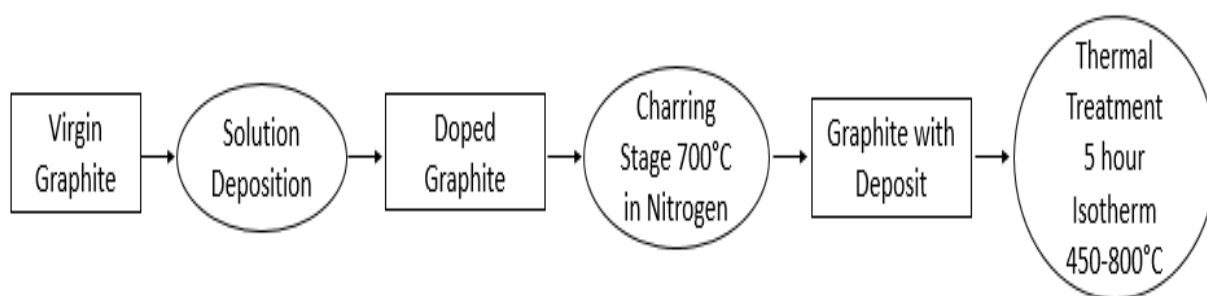 Virgin
Graphite
Solution
Deposition
Doped
Graphite
Charring
Stage 700°C
in Nitrogen
Graphite with
Deposit
Thermal
Treatment
5 hour
Isotherm
450-800°C